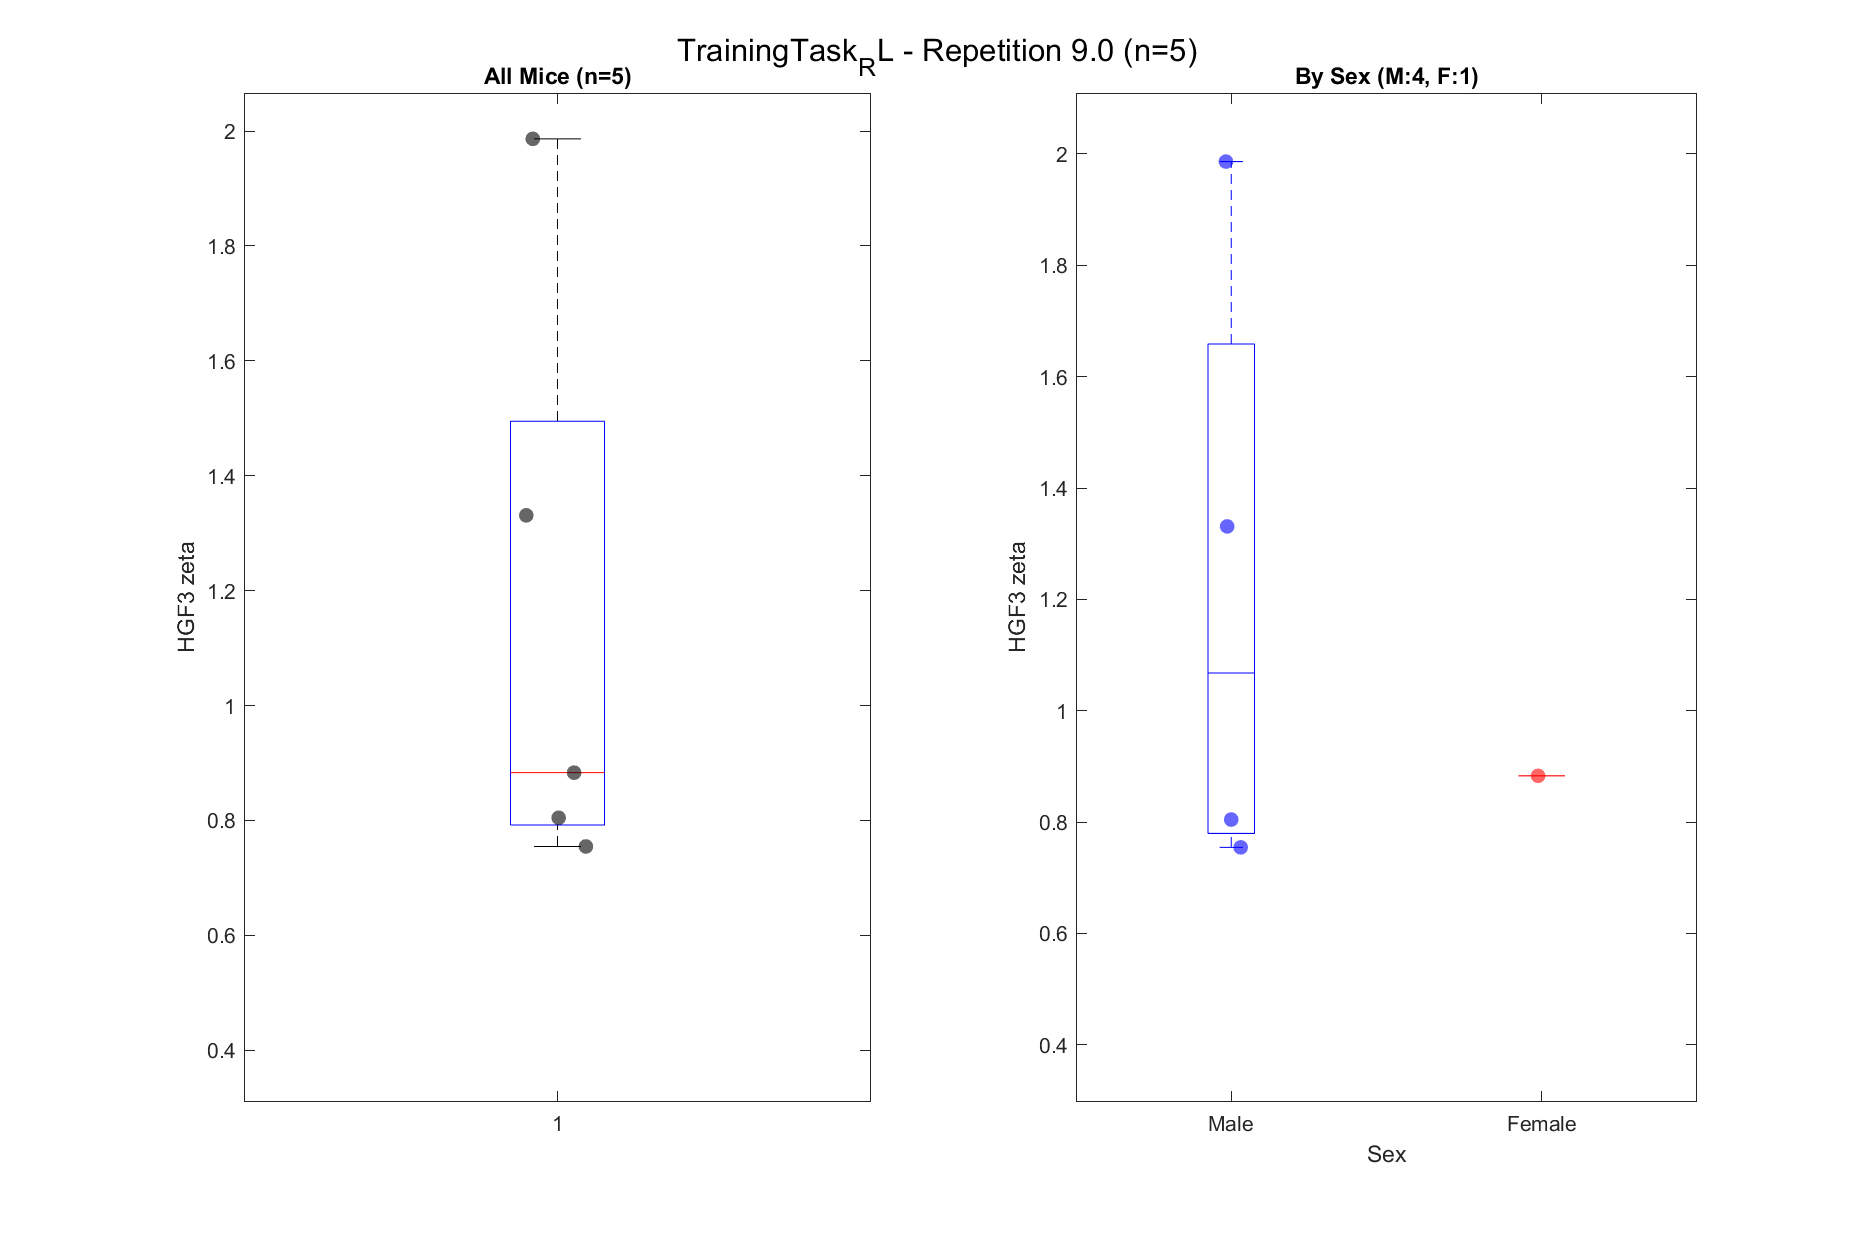 TrainingTask_RL - Repetition 9.0 (n=5)
All Mice (n=5)
2
1.8
1.6
1.4
1.2
1
0.8
0.6
0.4
HGF3 zeta
1
By Sex (M:4, F:1)
2
1.8
1.6
1.4
1.2
1
0.8
0.6
0.4
HGF3 zeta
Male Female
Sex